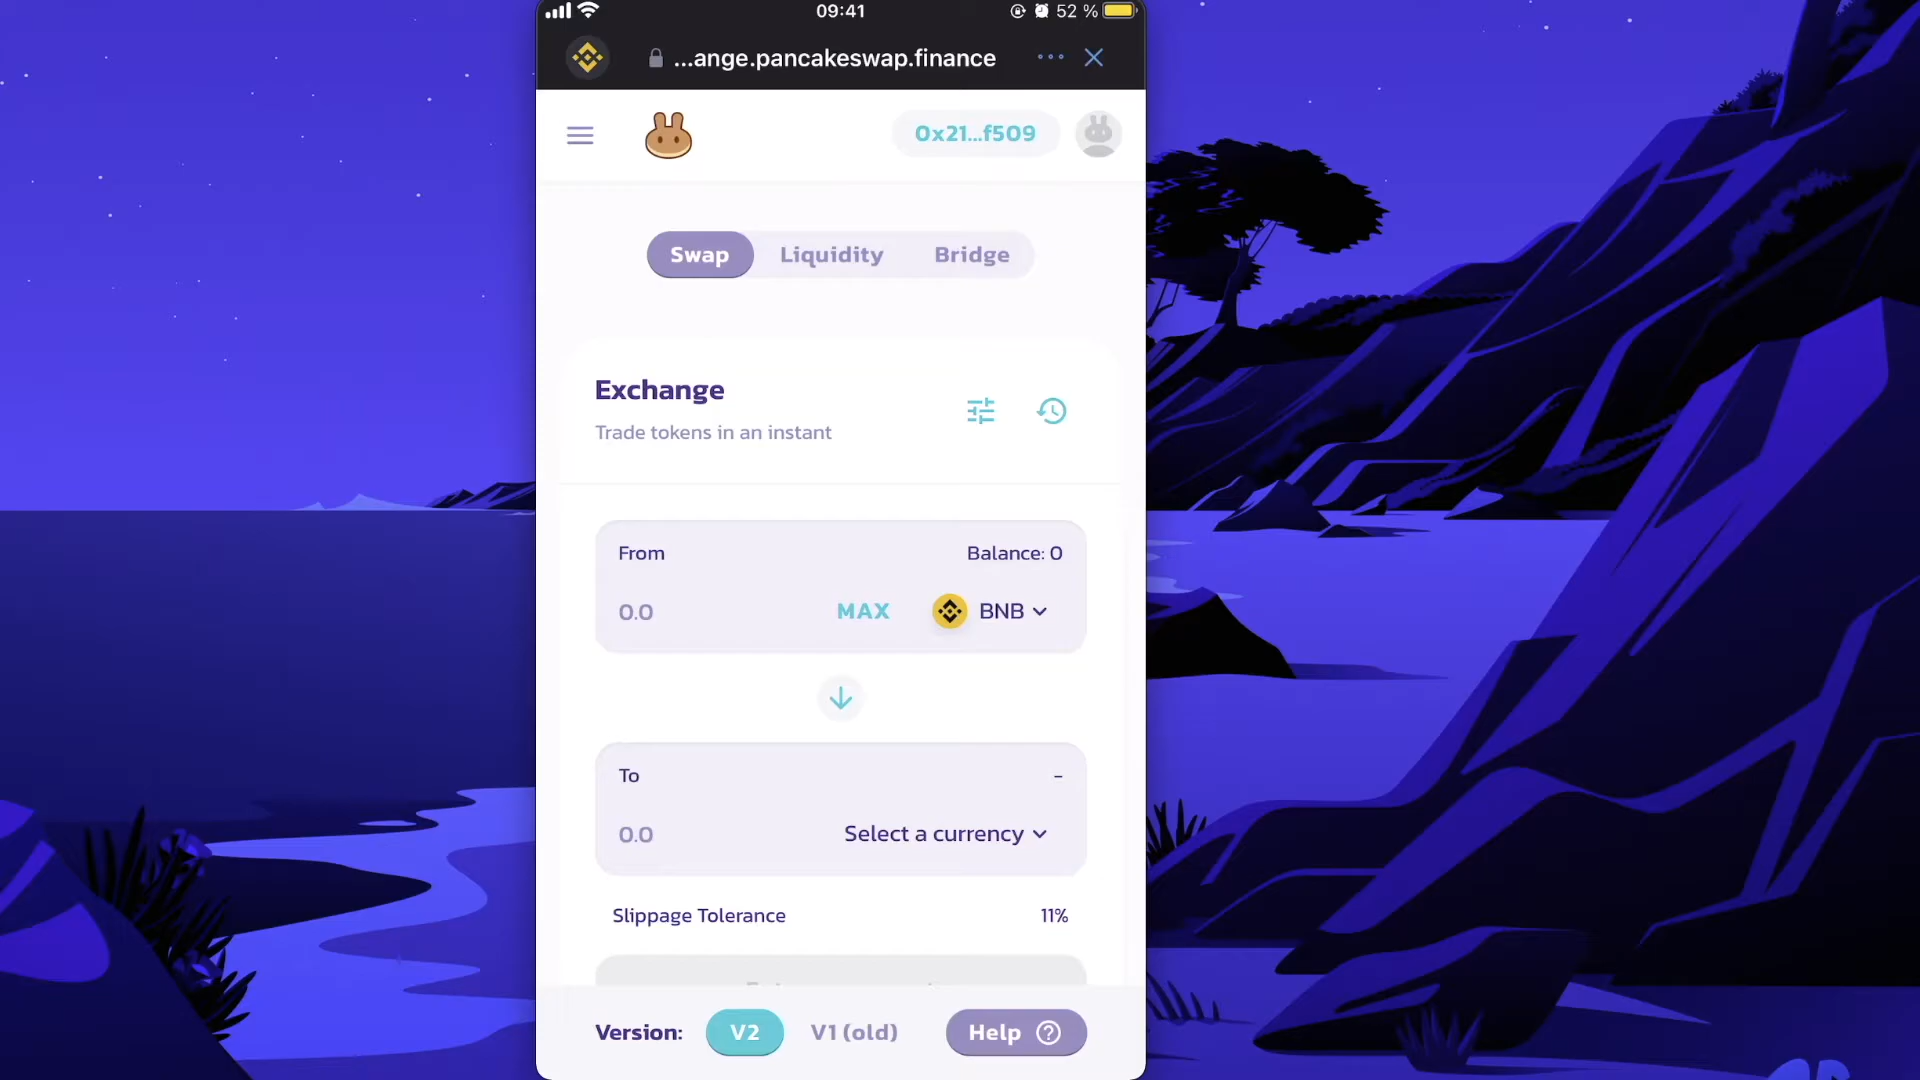 09:41
52 %
...ange.pancakeswap.finance
0x21...f509
Swap Liquidity Bridge
Exchange
Trade tokens in an instant
From Balance: 0
0.0 MAX BNB
To -
0.0 Select a currency
Slippage Tolerance 11%
Version: V2 V1 (old) Help ?